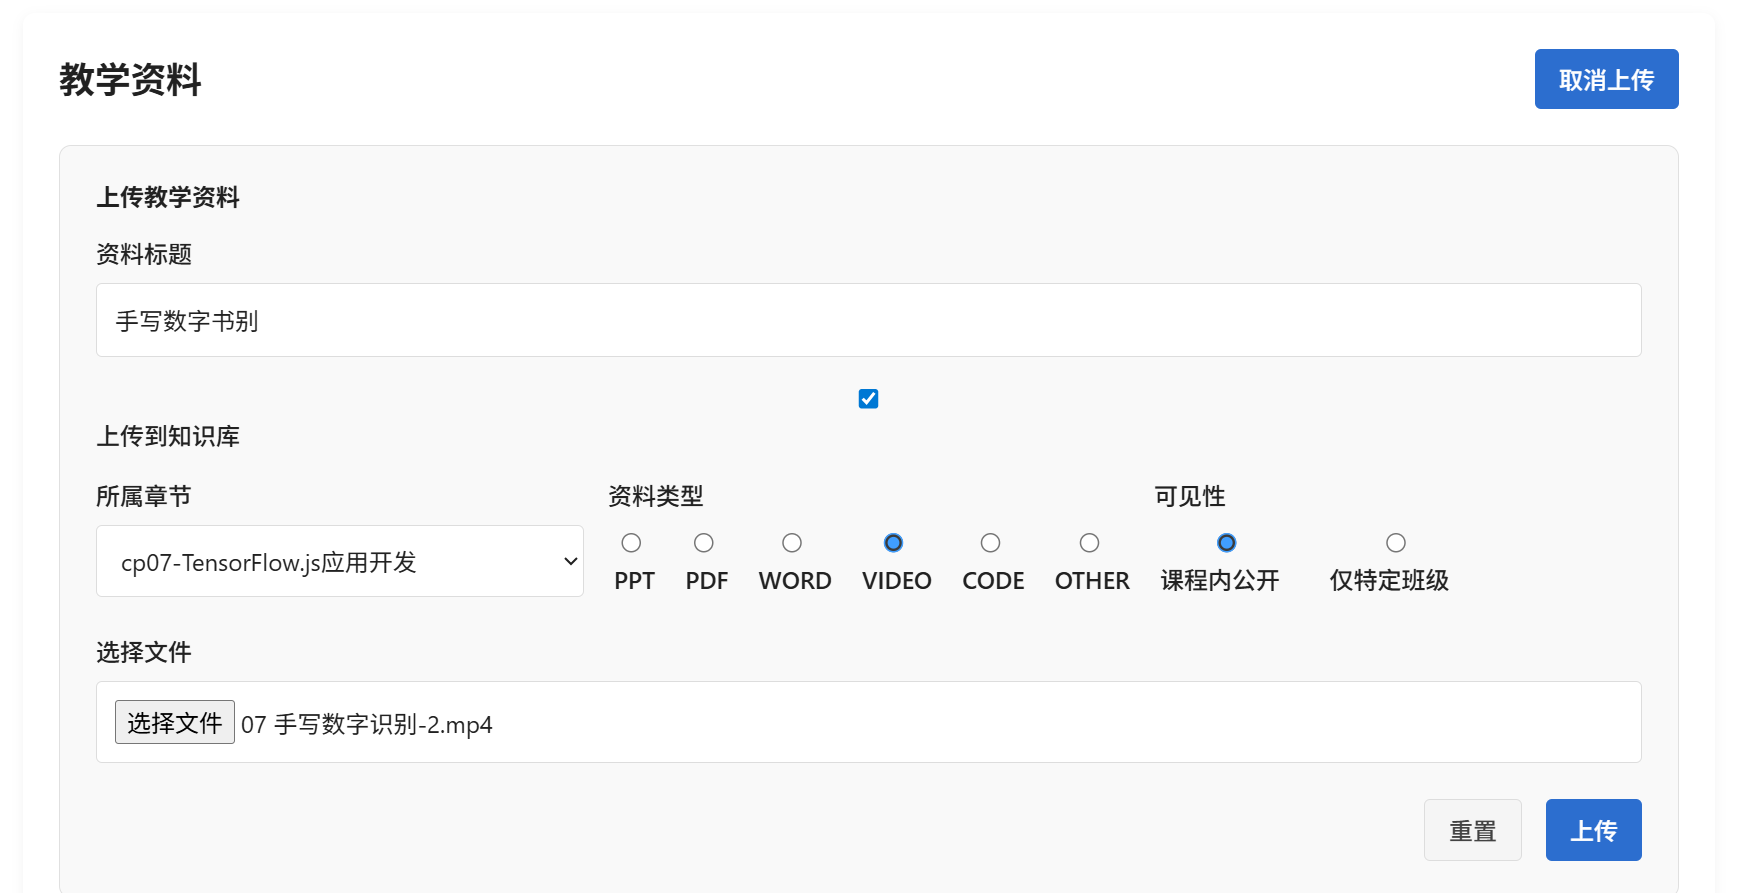 教学资料
取消上传
上传教学资料
资料标题
手写数字书别
上传到知识库
所属章节
资料类型
可见性
cp07-TensorFlow.js应用开发
PPT
PDF
WORD
VIDEO
CODE
OTHER
课程内公开
仅特定班级
选择文件
选择文件 07 手写数字识别-2.mp4
重置
上传